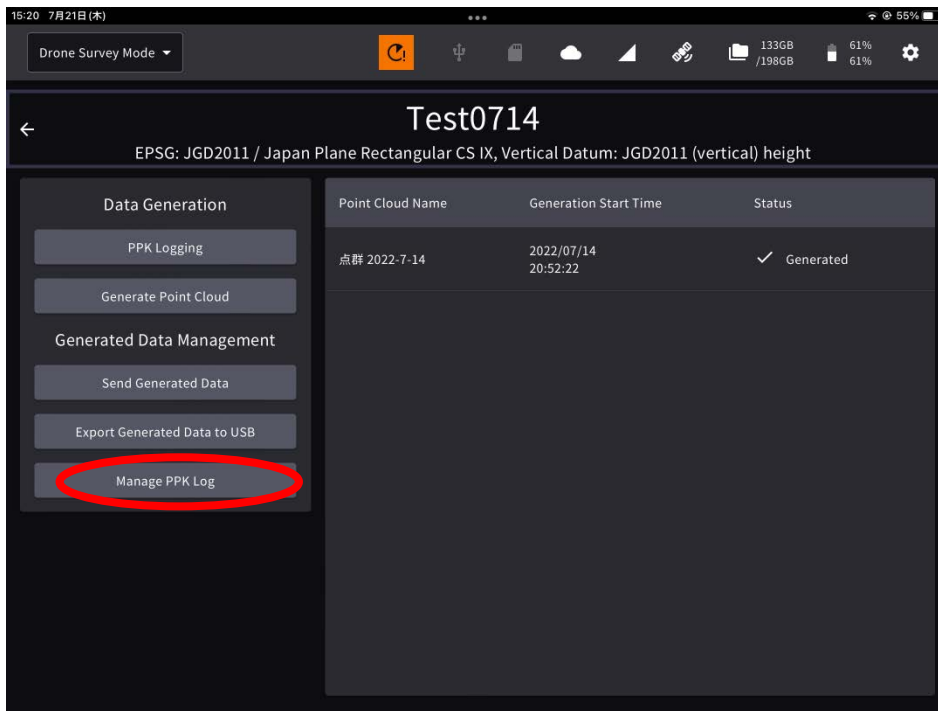 15:20 7月21日(木)
55%
Drone Survey Mode
133GB
/198GB
61%
61%
Test0714
EPSG: JGD2011 / Japan Plane Rectangular CS IX, Vertical Datum: JGD2011 (vertical) height
Data Generation
PPK Logging
Generate Point Cloud
Generated Data Management
Send Generated Data
Export Generated Data to USB
Manage PPK Log
Point Cloud Name Generation Start Time Status
点群 2022-7-14
2022/07/14
20:52:22
Generated